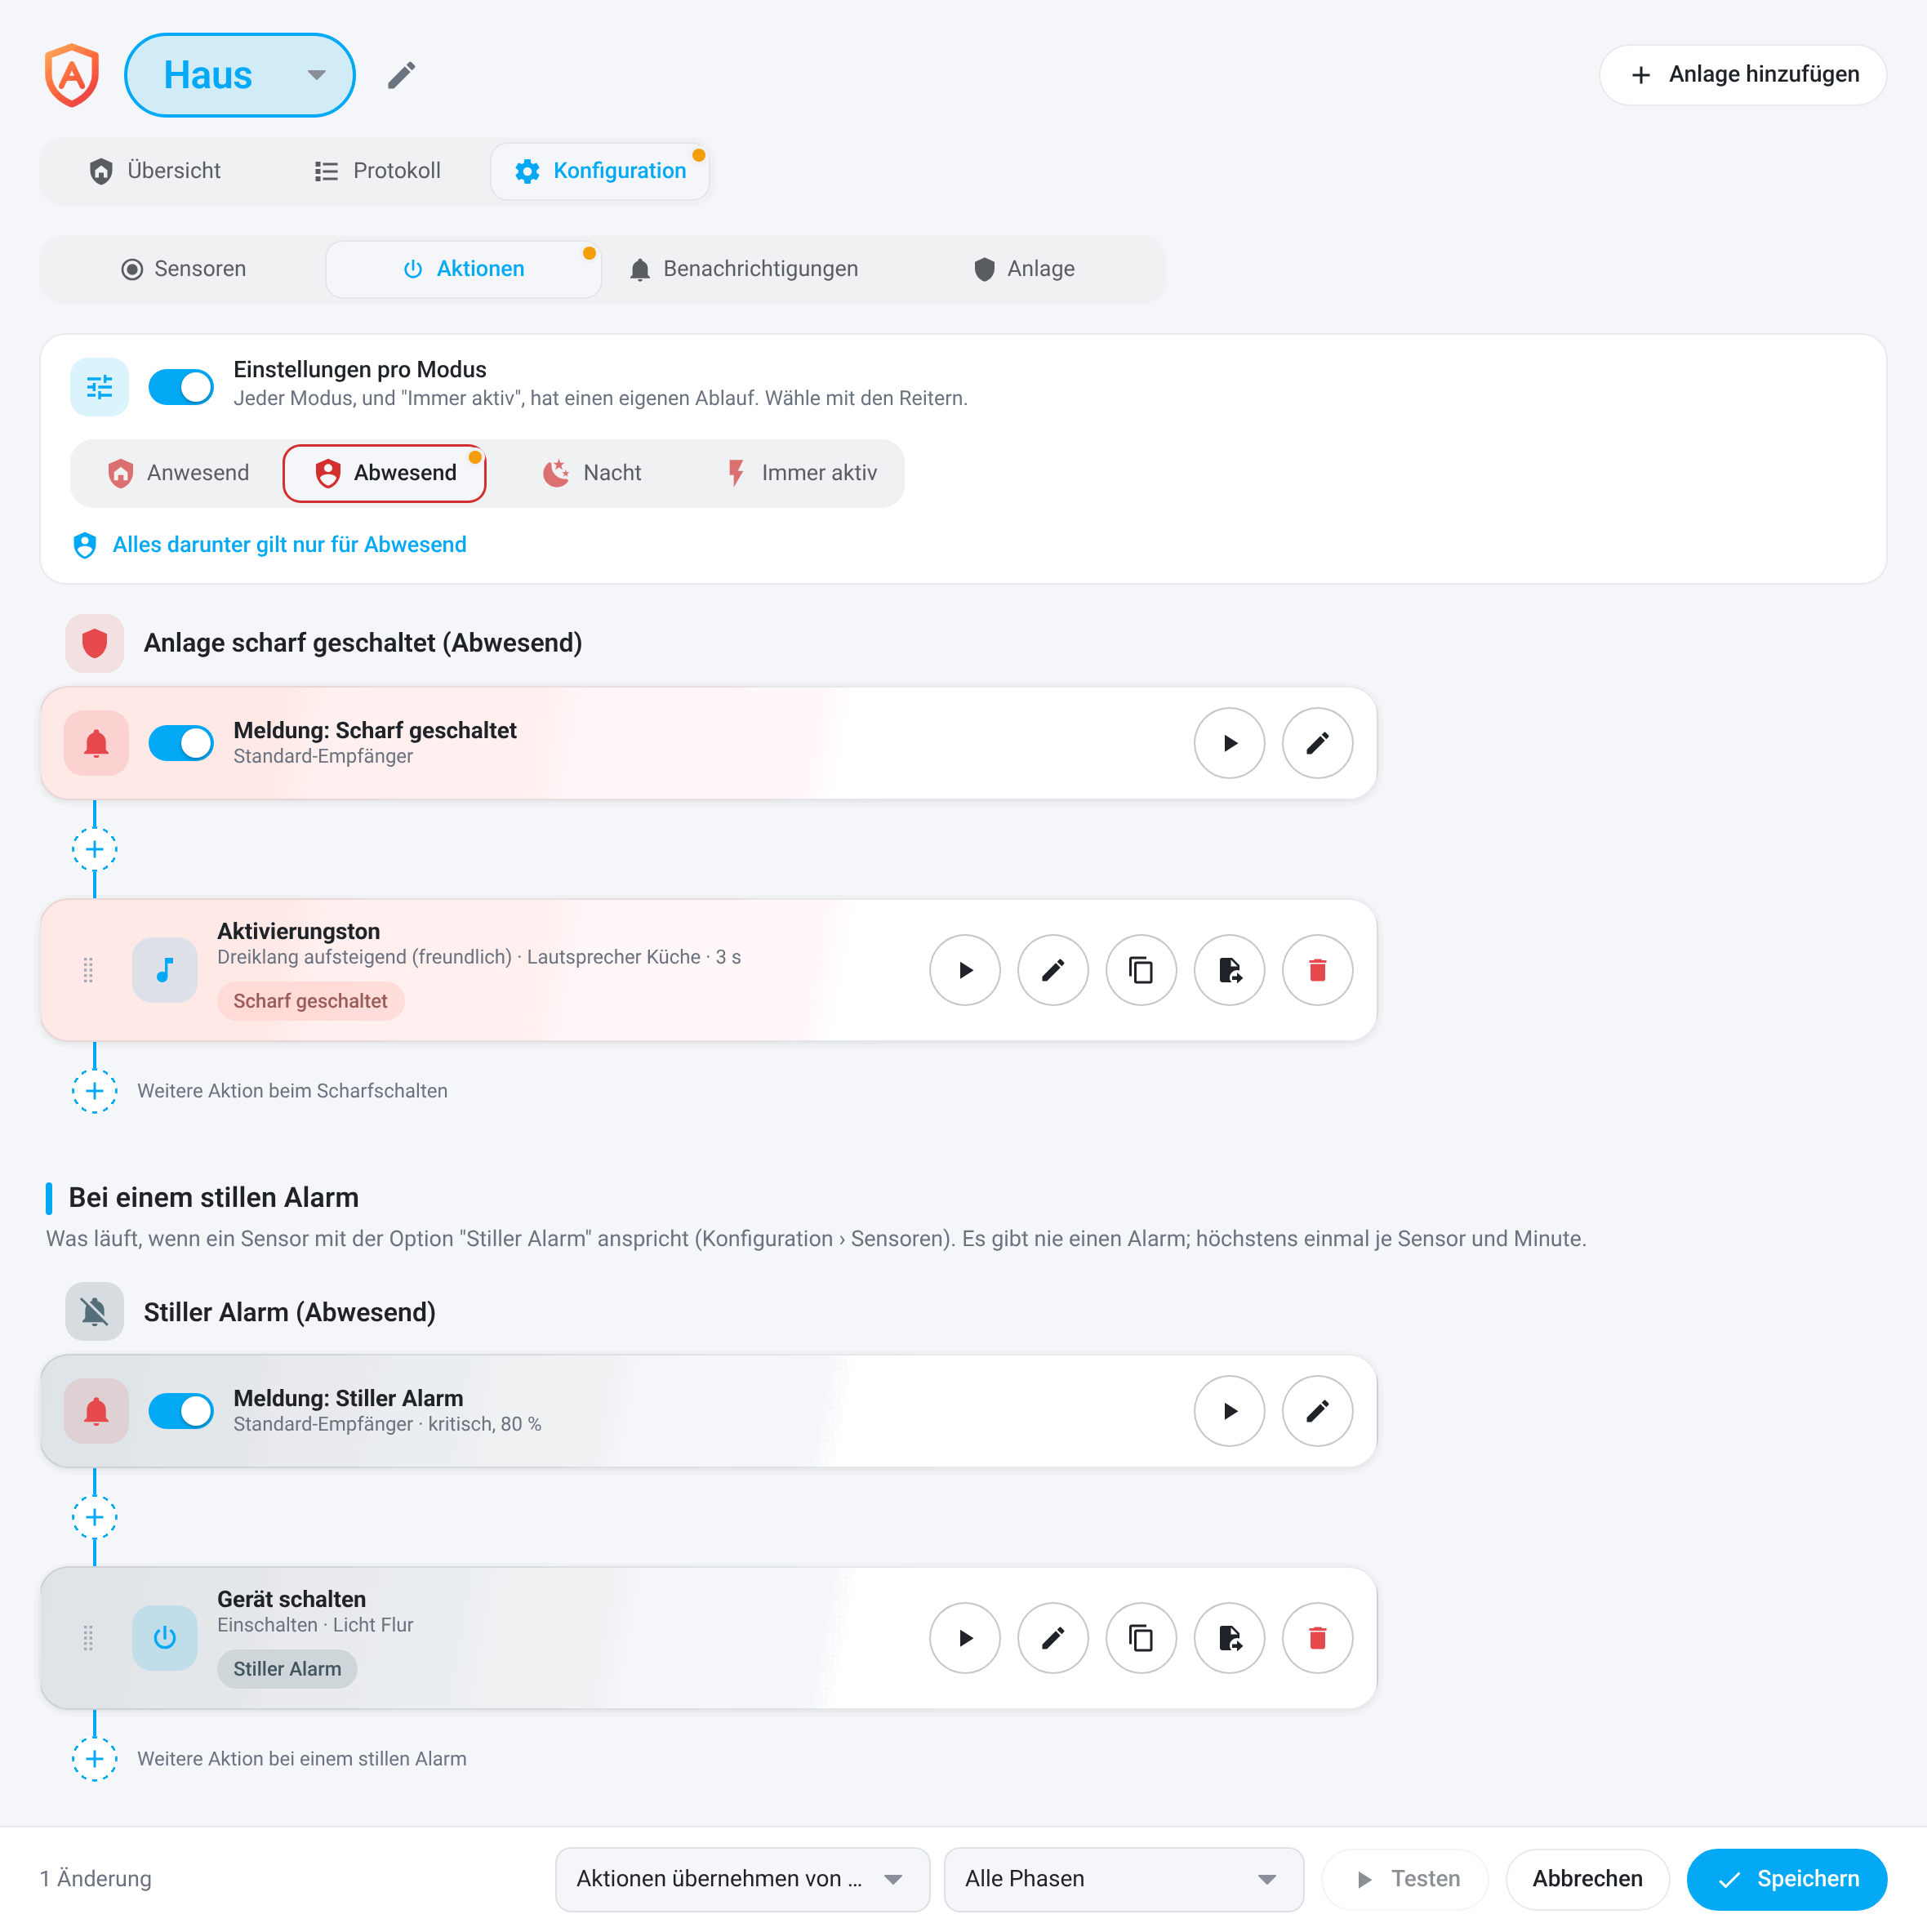 Haus
Anlage hinzufügen
Übersicht
Protokoll
Konfiguration
Sensoren
Aktionen
Benachrichtigungen
Anlage
Einstellungen pro Modus
Jeder Modus, und "Immer aktiv", hat einen eigenen Ablauf. Wähle mit den Reitern.
Anwesend
Abwesend
Nacht
Immer aktiv
Alles darunter gilt nur für Abwesend
Anlage scharf geschaltet (Abwesend)
Meldung: Scharf geschaltet
Standard-Empfänger
Aktivierungston
Dreiklang aufsteigend (freundlich) · Lautsprecher Küche · 3 s
Scharf geschaltet
Weitere Aktion beim Scharfschalten
Bei einem stillen Alarm
Was läuft, wenn ein Sensor mit der Option "Stiller Alarm" anspricht (Konfiguration › Sensoren). Es gibt nie einen Alarm; höchstens einmal je Sensor und Minute.
Stiller Alarm (Abwesend)
Meldung: Stiller Alarm
Standard-Empfänger · kritisch, 80 %
Gerät schalten
Einschalten · Licht Flur
Stiller Alarm
Weitere Aktion bei einem stillen Alarm
1 Änderung
Aktionen übernehmen von ...
Alle Phasen
Testen
Abbrechen
Speichern